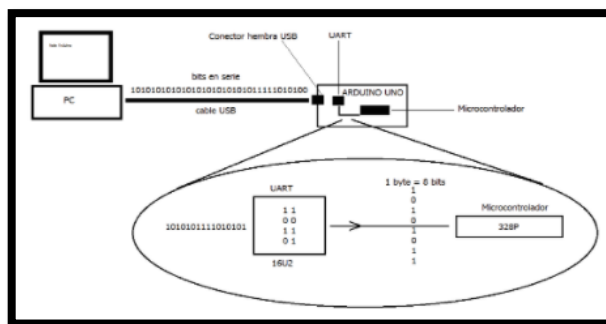 Conector hembra USB
UART
bits en serie
1010101010101010101010101111010100
ARDUINO UNO
PC
cable USB
Microcontrolador
UART
1 byte = 8 bits
1
0
1
0
1
0
1
1
1010101111010101
1 1
0 0
1 1
0 1
Microcontrolador
328P
16U2